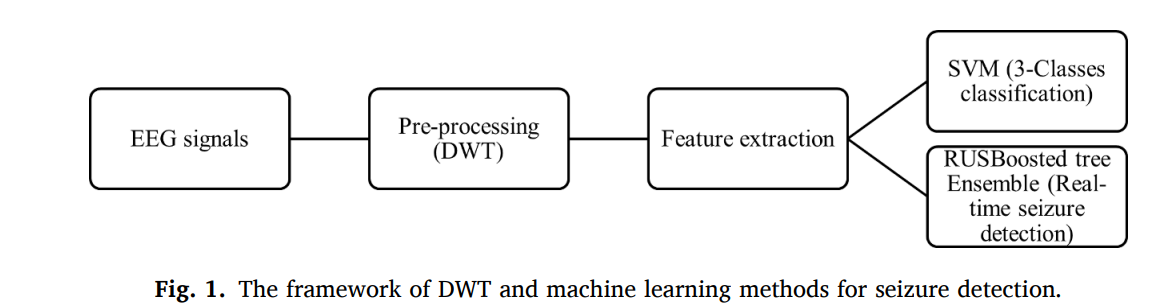 EEG signals
Pre-processing
(DWT)
Feature extraction
SVM (3-Classes
classification)
RUSBoosted tree
Ensemble (Real-
time seizure
detection)
Fig. 1. The framework of DWT and machine learning methods for seizure detection.